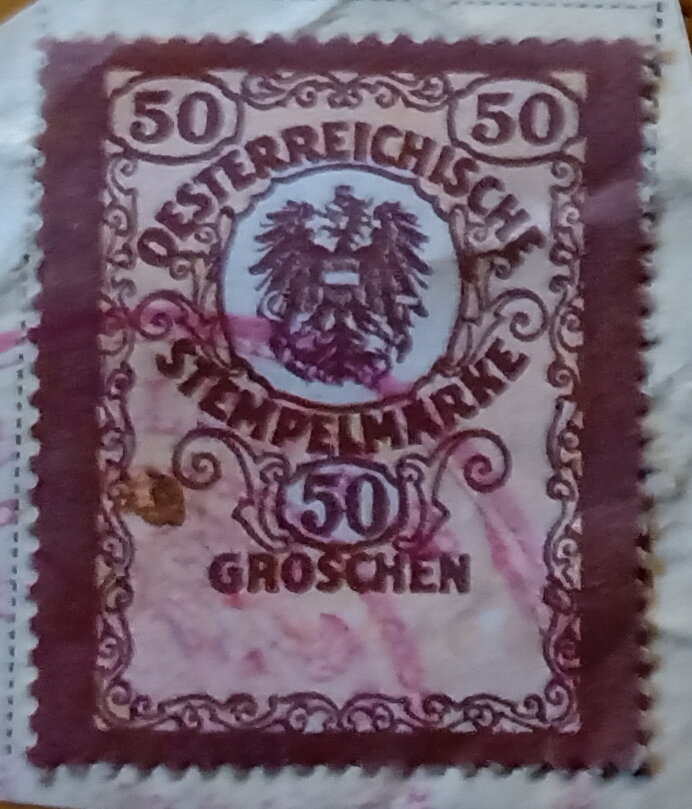 50 50
OESTERREICHISCHE
STEMPELMARKE
50
GROSCHEN